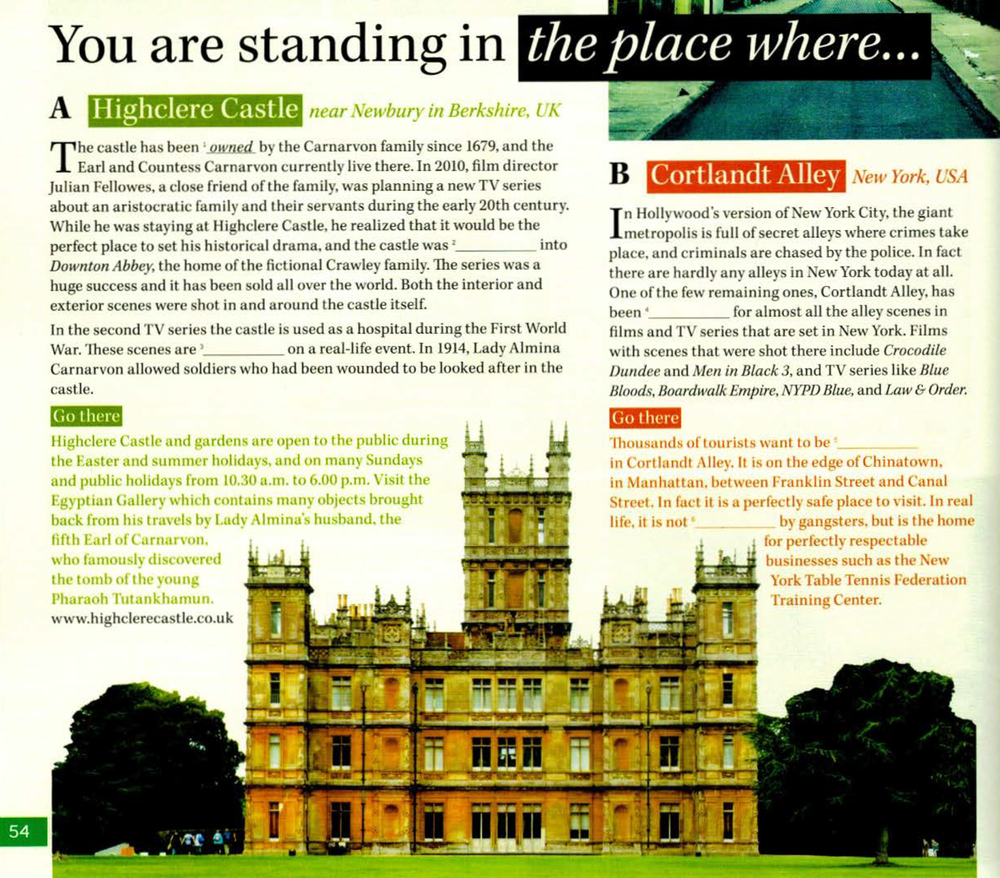 You are standing in the place where...
A Highclere Castle near Newbury in Berkshire, UK
The castle has been ¹ owned by the Carnarvon family since 1679, and the
Earl and Countess Carnarvon currently live there. In 2010, film director
Julian Fellowes, a close friend of the family, was planning a new TV series
about an aristocratic family and their servants during the early 20th century.
While he was staying at Highclere Castle, he realized that it would be the
perfect place to set his historical drama, and the castle was ²__________ into
Downton Abbey, the home of the fictional Crawley family. The series was a
huge success and it has been sold all over the world. Both the interior and
exterior scenes were shot in and around the castle itself.
In the second TV series the castle is used as a hospital during the First World
War. These scenes are ³__________ on a real-life event. In 1914, Lady Almina
Carnarvon allowed soldiers who had been wounded to be looked after in the
castle.
Go there
Highclere Castle and gardens are open to the public during
the Easter and summer holidays, and on many Sundays
and public holidays from 10.30 a.m. to 6.00 p.m. Visit the
Egyptian Gallery which contains many objects brought
back from his travels by Lady Almina's husband, the
fifth Earl of Carnarvon,
who famously discovered
the tomb of the young
Pharaoh Tutankhamun.
www.highclerecastle.co.uk
B Cortlandt Alley New York, USA
In Hollywood's version of New York City, the giant
metropolis is full of secret alleys where crimes take
place, and criminals are chased by the police. In fact
there are hardly any alleys in New York today at all.
One of the few remaining ones, Cortlandt Alley, has
been ⁴__________ for almost all the alley scenes in
films and TV series that are set in New York. Films
with scenes that were shot there include Crocodile
Dundee and Men in Black 3, and TV series like Blue
Bloods, Boardwalk Empire, NYPD Blue, and Law & Order.
Go there
Thousands of tourists want to be ⁵__________
in Cortlandt Alley. It is on the edge of Chinatown,
in Manhattan, between Franklin Street and Canal
Street. In fact it is a perfectly safe place to visit. In real
life, it is not ⁶__________ by gangsters, but is the home
for perfectly respectable
businesses such as the New
York Table Tennis Federation
Training Center.
54